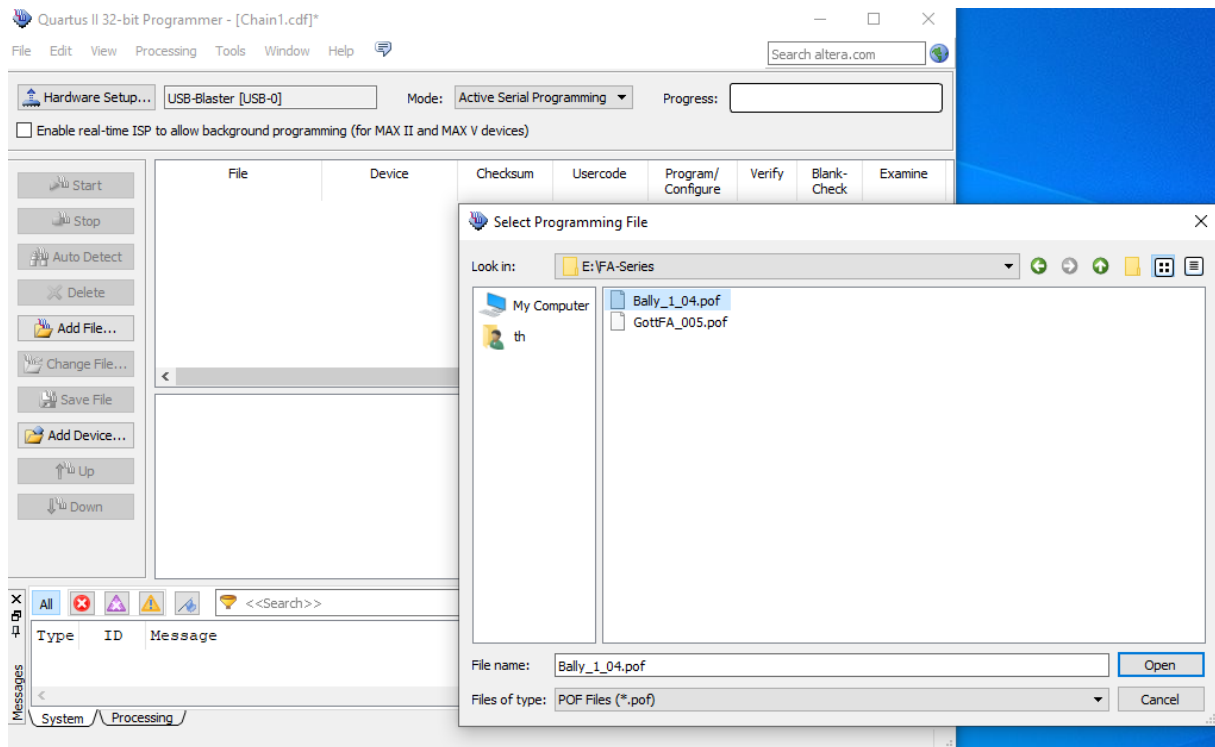 Quartus II 32-bit Programmer - [Chain1.cdf]*
File Edit View Processing Tools Window Help
Search altera.com
Hardware Setup... USB-Blaster [USB-0] Mode: Active Serial Programming Progress:
Enable real-time ISP to allow background programming (for MAX II and MAX V devices)
File Device Checksum Usercode Program/ Configure Verify Blank- Check Examine
Start
Stop
Auto Detect
Delete
Add File...
Change File...
Save File
Add Device...
Up
Down
Select Programming File
Look in: E:\FA-Series
My Computer
th
Bally_1_04.pof
GottFA_005.pof
File name: Bally_1_04.pof Open
Files of type: POF Files (*.pof) Cancel
All <<Search>>
Type ID Message
Messages
System Processing